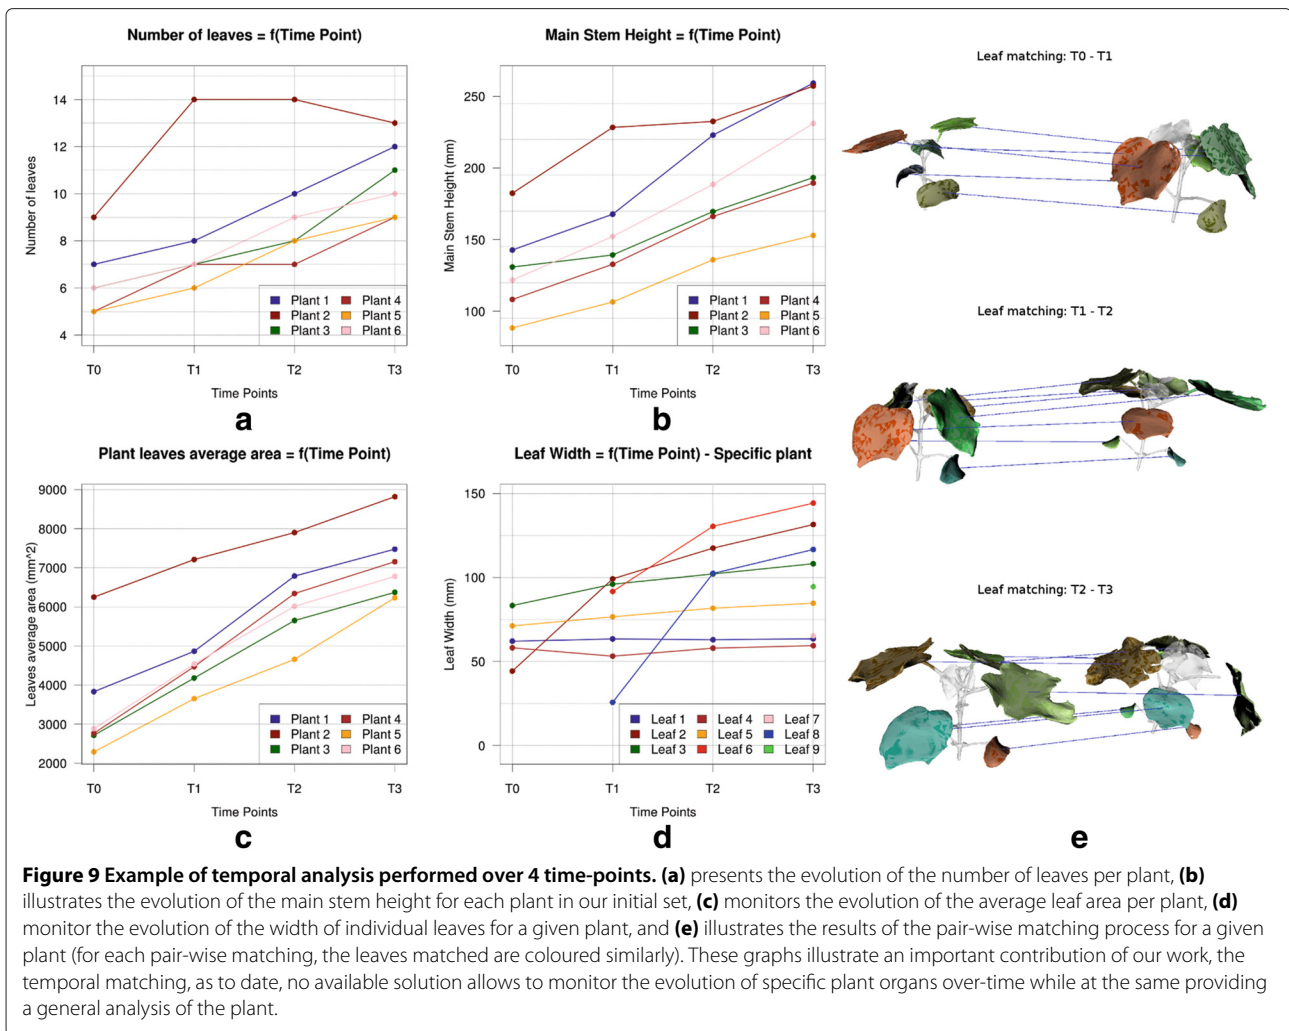 Number of leaves = f(Time Point)
Number of leaves
14
12
10
8
6
4
T0 T1 T2 T3
Time Points
Plant 1 Plant 4
Plant 2 Plant 5
Plant 3 Plant 6
a
Main Stem Height = f(Time Point)
Main Stem Height (mm)
250
200
150
100
T0 T1 T2 T3
Time Points
Plant 1 Plant 4
Plant 2 Plant 5
Plant 3 Plant 6
b
Plant leaves average area = f(Time Point)
Leaves average area (mm^2)
9000
8000
7000
6000
5000
4000
3000
2000
T0 T1 T2 T3
Time Points
Plant 1 Plant 4
Plant 2 Plant 5
Plant 3 Plant 6
c
Leaf Width = f(Time Point) - Specific plant
Leaf Width (mm)
150
100
50
0
T0 T1 T2 T3
Time Points
Leaf 1 Leaf 4 Leaf 7
Leaf 2 Leaf 5 Leaf 8
Leaf 3 Leaf 6 Leaf 9
d
Leaf matching: T0 - T1
Leaf matching: T1 - T2
Leaf matching: T2 - T3
e
Figure 9 Example of temporal analysis performed over 4 time-points. (a) presents the evolution of the number of leaves per plant, (b)
illustrates the evolution of the main stem height for each plant in our initial set, (c) monitors the evolution of the average leaf area per plant, (d)
monitor the evolution of the width of individual leaves for a given plant, and (e) illustrates the results of the pair-wise matching process for a given
plant (for each pair-wise matching, the leaves matched are coloured similarly). These graphs illustrate an important contribution of our work, the
temporal matching, as to date, no available solution allows to monitor the evolution of specific plant organs over-time while at the same providing
a general analysis of the plant.